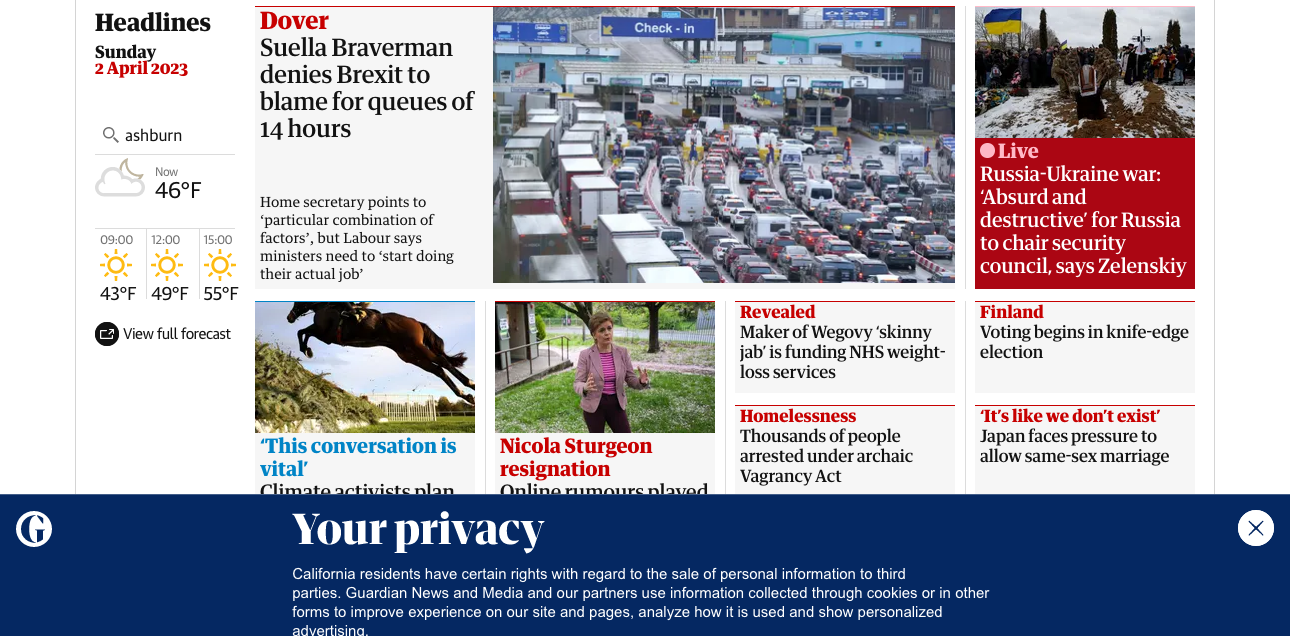 Headlines
Sunday
2 April 2023
ashburn
Now
46°F
09:00
12:00
15:00
43°F
49°F
55°F
View full forecast
Dover
Suella Braverman
denies Brexit to
blame for queues of
14 hours
Home secretary points to
‘particular combination of
factors’, but Labour says
ministers need to ‘start doing
their actual job’
Check - in
Live
Russia-Ukraine war:
‘Absurd and
destructive’ for Russia
to chair security
council, says Zelenskiy
‘This conversation is
vital’
Climate activists plan
Nicola Sturgeon
resignation
Online rumours played
Revealed
Maker of Wegovy ‘skinny
jab’ is funding NHS weight-
loss services
Homelessness
Thousands of people
arrested under archaic
Vagrancy Act
Finland
Voting begins in knife-edge
election
‘It’s like we don’t exist’
Japan faces pressure to
allow same-sex marriage
G
Your privacy
California residents have certain rights with regard to the sale of personal information to third
parties. Guardian News and Media and our partners use information collected through cookies or in other
forms to improve experience on our site and pages, analyze how it is used and show personalized
advertising.